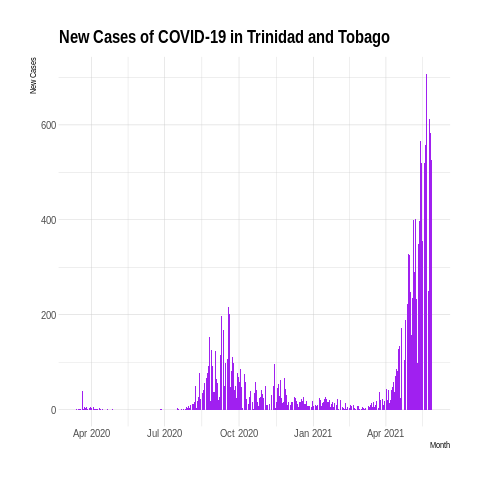 New Cases of COVID-19 in Trinidad and Tobago
New Cases
600
400
200
0
Apr 2020 Jul 2020 Oct 2020 Jan 2021 Apr 2021
Month